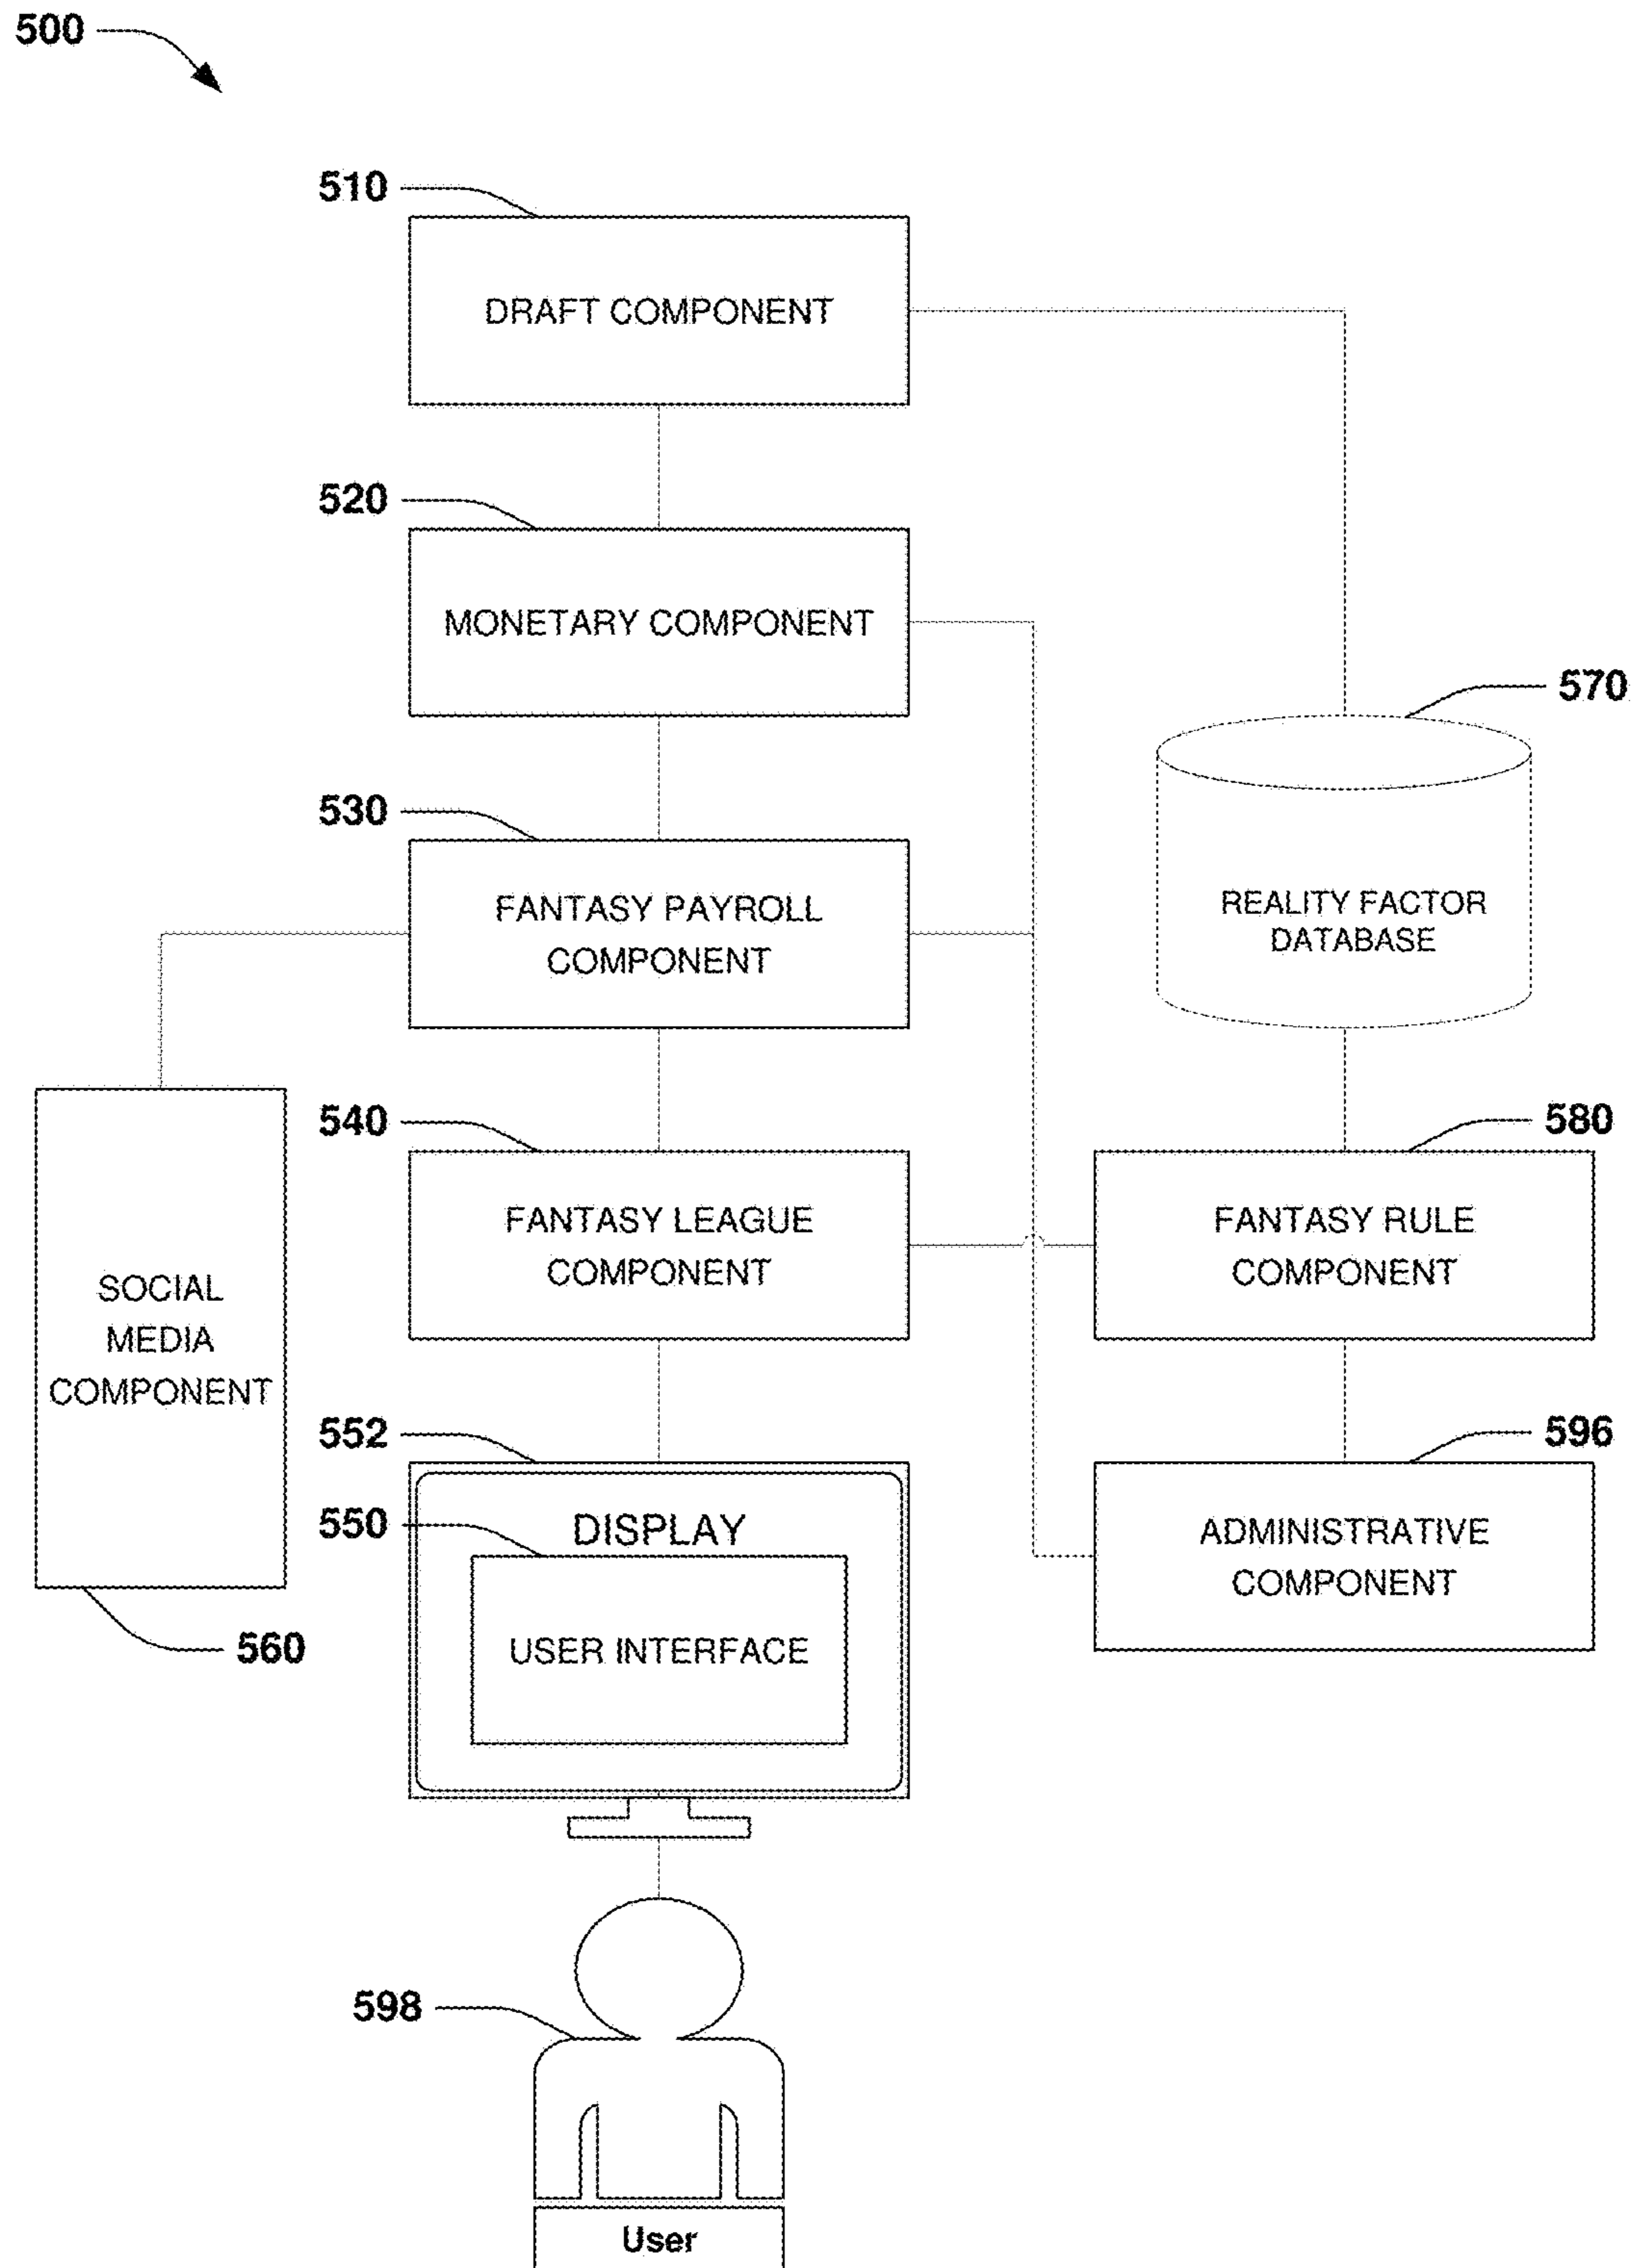 500
510
DRAFT COMPONENT
520
MONETARY COMPONENT
570
530
FANTASY PAYROLL
COMPONENT
REALITY FACTOR
DATABASE
540
580
FANTASY LEAGUE
COMPONENT
FANTASY RULE
COMPONENT
SOCIAL
MEDIA
COMPONENT
552
596
550
DISPLAY
ADMINISTRATIVE
COMPONENT
USER INTERFACE
560
598
User